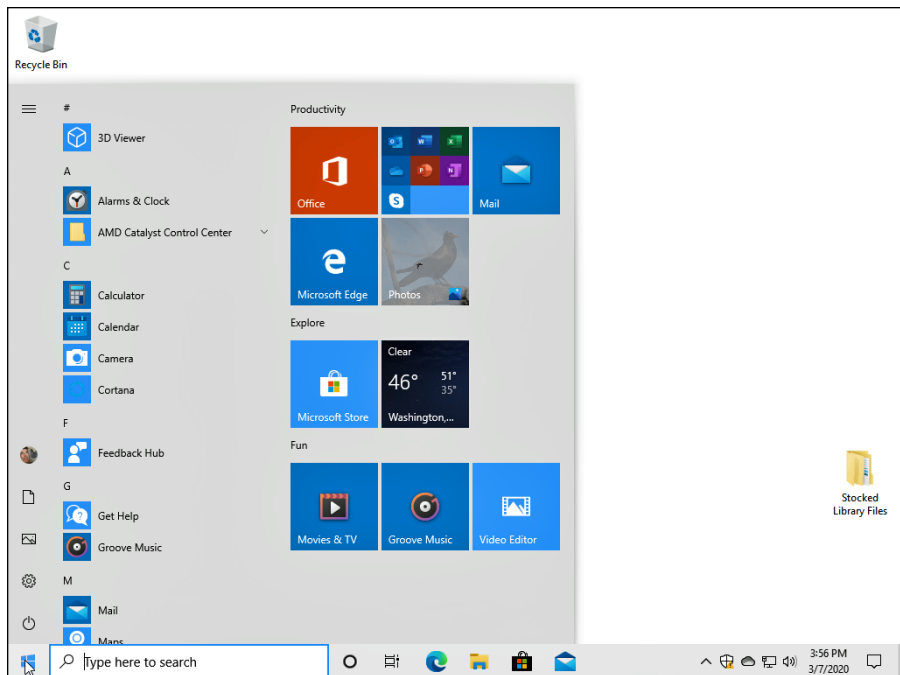 Recycle Bin
#
3D Viewer
A
Alarms & Clock
AMD Catalyst Control Center
C
Calculator
Calendar
Camera
Cortana
F
Feedback Hub
G
Get Help
Groove Music
M
Mail
Maps
Productivity
Office
Mail
Microsoft Edge
Photos
Explore
Microsoft Store
Clear
46° 51°
35°
Washington,...
Fun
Movies & TV
Groove Music
Video Editor
Stocked
Library Files
Type here to search
3:56 PM
3/7/2020